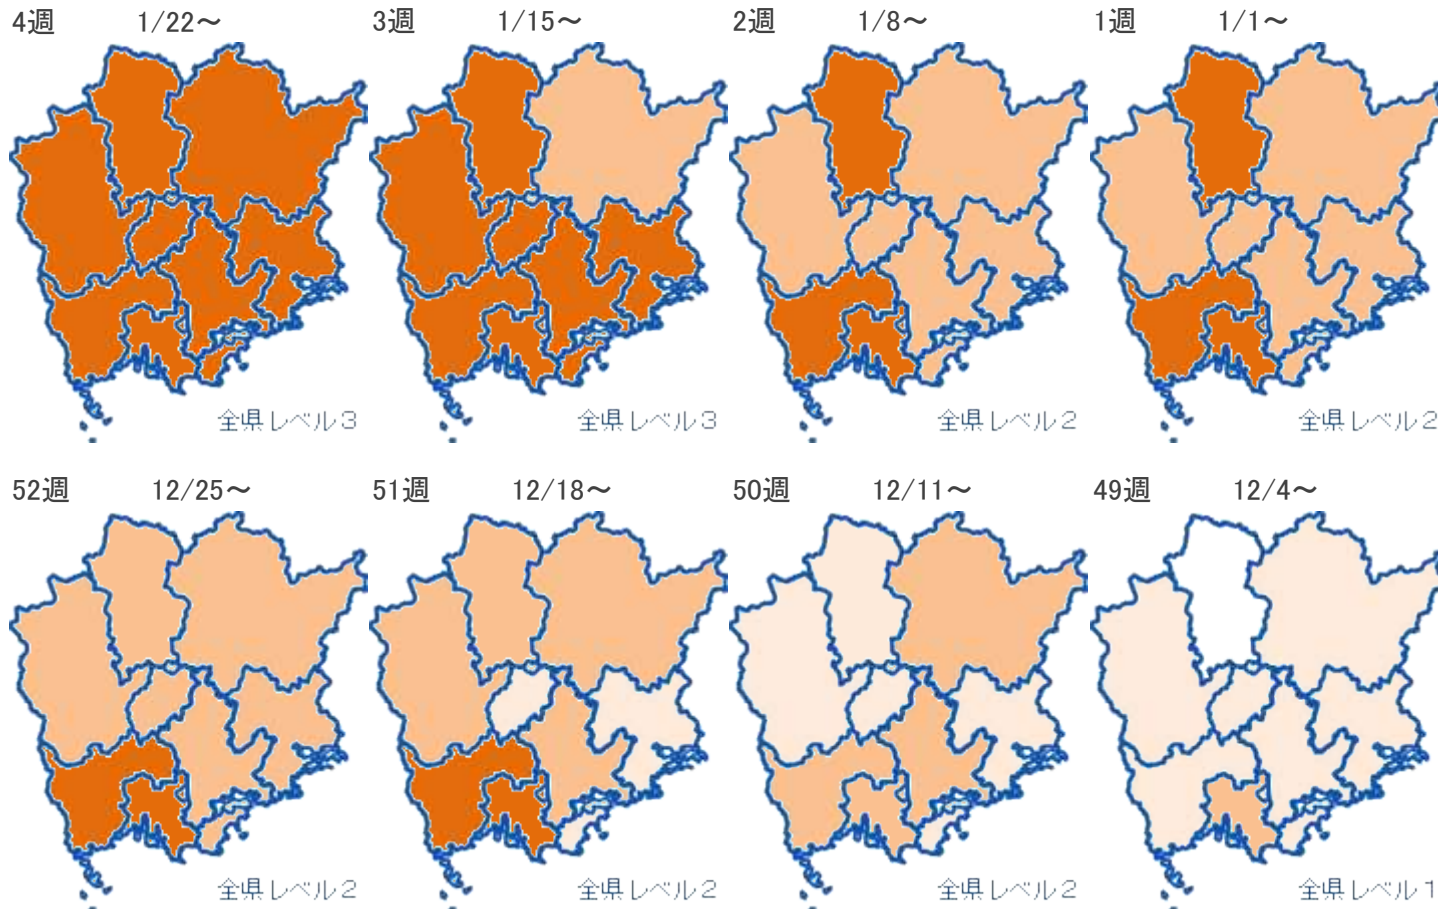 4週 1/22～
3週 1/15～
2週 1/8～
1週 1/1～
全県レベル３
全県レベル３
全県レベル２
全県レベル２
52週 12/25～
51週 12/18～
50週 12/11～
49週 12/4～
全県レベル２
全県レベル２
全県レベル２
全県レベル１